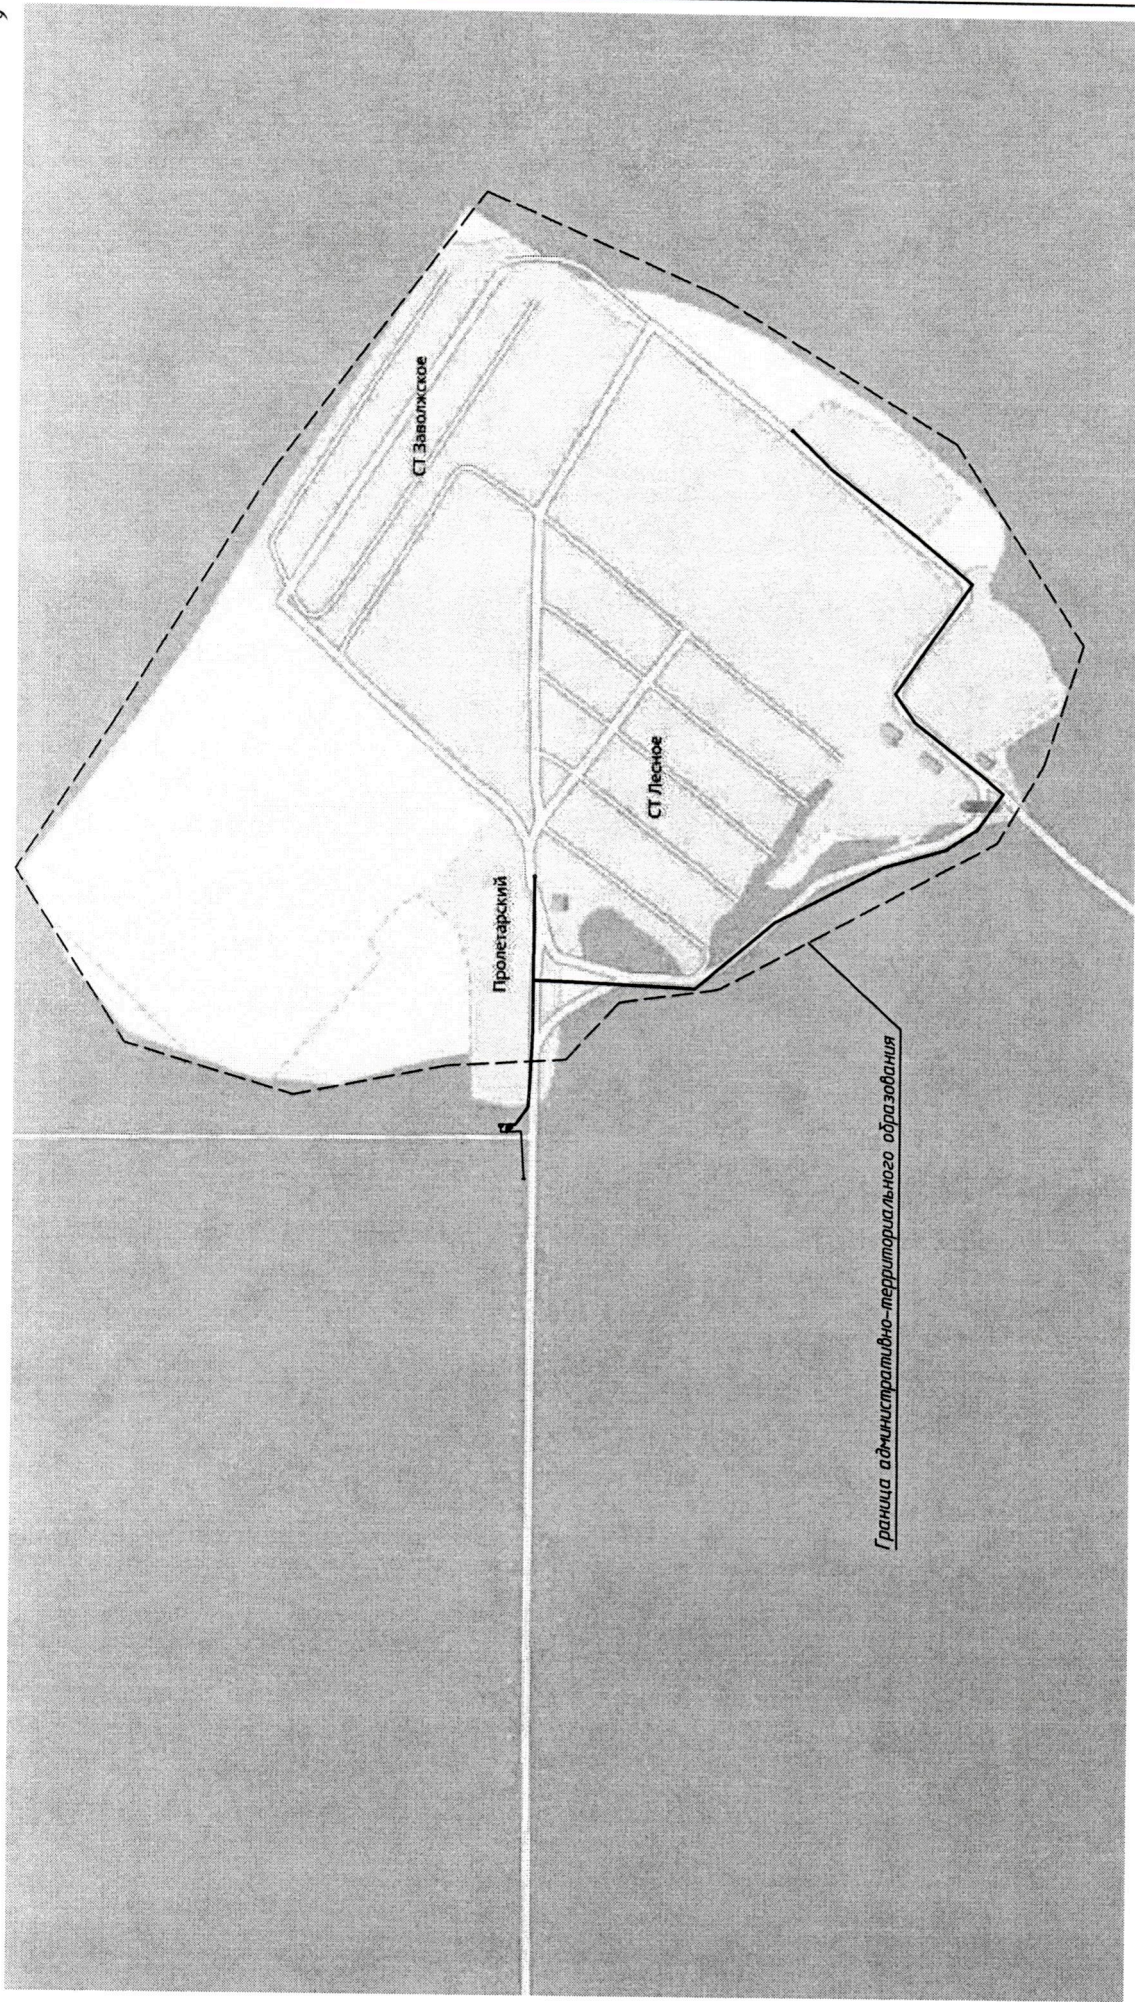 СТ Заволжское
СТ Лесное
Пролетарский
Граница административно-территориального образования